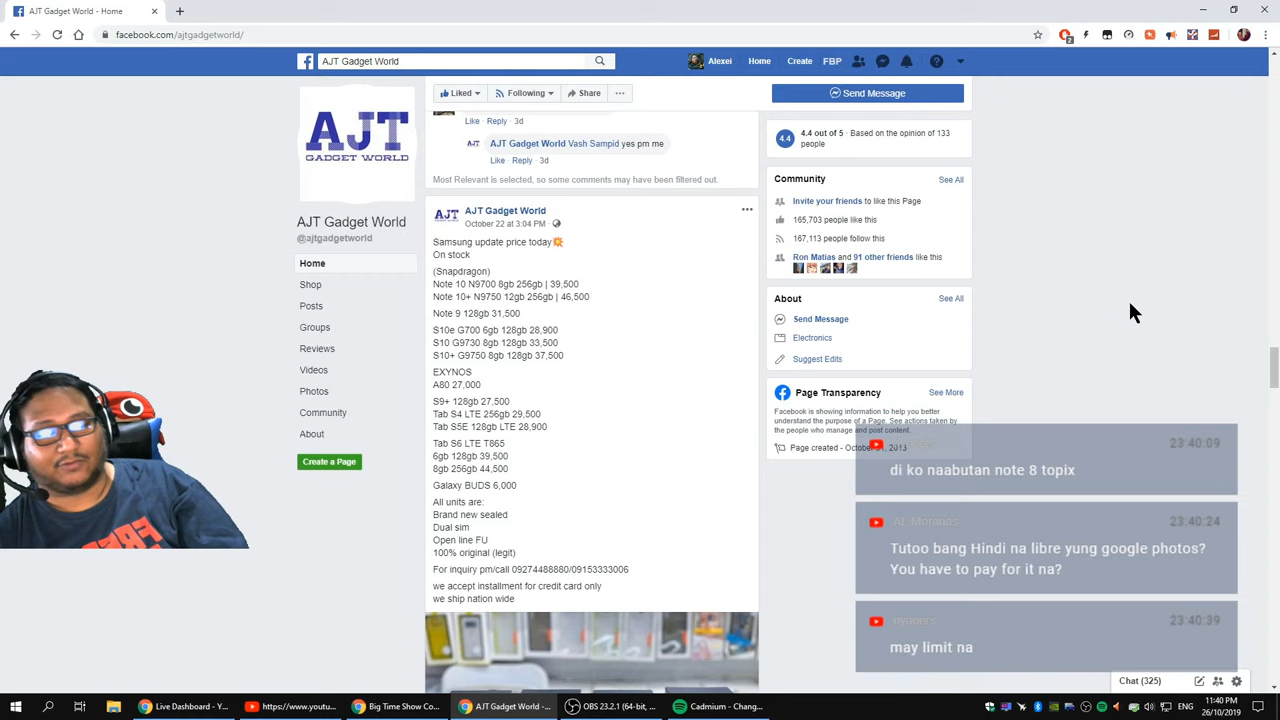 AJT Gadget World - Home
facebook.com/ajtgadgetworld/
2
AJT Gadget World
Alexei
Home
Create
FBP
Liked
Following
Share
Send Message
AJT
GADGET WORLD
AJT Gadget World
@ajtgadgetworld
Home
Shop
Posts
Groups
Reviews
Videos
Photos
Community
About
Create a Page
Like · Reply · 3d
AJT Gadget World Vash Sampid yes pm me
Like · Reply · 3d
Most Relevant is selected, so some comments may have been filtered out.
AJT Gadget World
October 22 at 3:04 PM ·
Samsung update price today
On stock
(Snapdragon)
Note 10 N9700 8gb 256gb | 39,500
Note 10+ N9750 12gb 256gb | 46,500
Note 9 128gb 31,500
S10e G700 6gb 128gb 28,900
S10 G9730 8gb 128gb 33,500
S10+ G9750 8gb 128gb 37,500
EXYNOS
A80 27,000
S9+ 128gb 27,500
Tab S4 LTE 256gb 29,500
Tab S5E 128gb LTE 28,900
Tab S6 LTE T865
6gb 128gb 39,500
8gb 256gb 44,500
Galaxy BUDS 6,000
All units are:
Brand new sealed
Dual sim
Open line FU
100% original (legit)
For inquiry pm/call 09274488880/09153333006
we accept installment for credit card only
we ship nation wide
4.4
4.4 out of 5 · Based on the opinion of 133
people
Community
See All
Invite your friends to like this Page
165,703 people like this
167,113 people follow this
Ron Matias and 91 other friends like this
About
See All
Send Message
Electronics
Suggest Edits
Page Transparency
See More
Facebook is showing information to help you better
understand the purpose of a Page. See actions taken by
the people who manage and post content.
Page created - October 31, 2013
23:40:09
di ko naabutan note 8 topix
23:40:24
Tutoo bang Hindi na libre yung google photos?
You have to pay for it na?
23:40:39
may limit na
Chat (325)
Live Dashboard - Y...
https://www.youtu...
Big Time Show Co...
AJT Gadget World -...
OBS 23.2.1 (64-bit, ...
Cadmium - Chang...
11:40 PM
26/10/2019